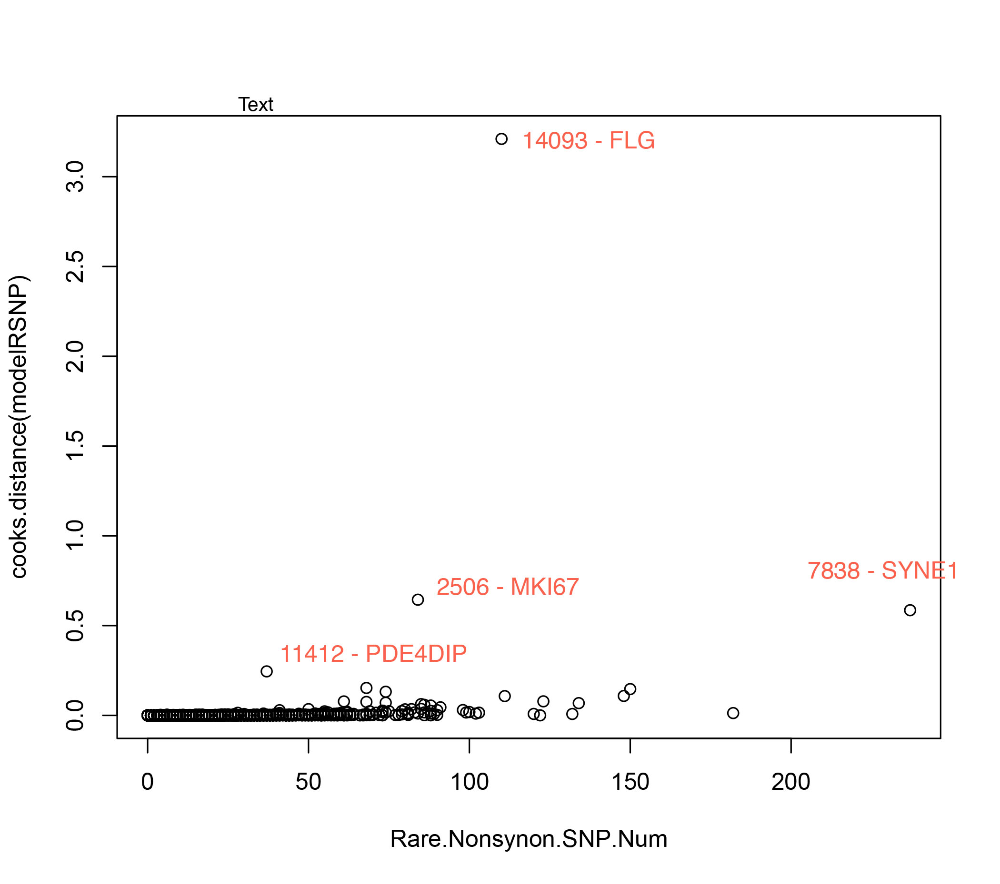 Text
14093 - FLG
7838 - SYNE1
2506 - MKI67
11412 - PDE4DIP
cooks.distance(modelRSNP)
3.0
2.5
2.0
1.5
1.0
0.5
0.0
0 50 100 150 200
Rare.Nonsynon.SNP.Num